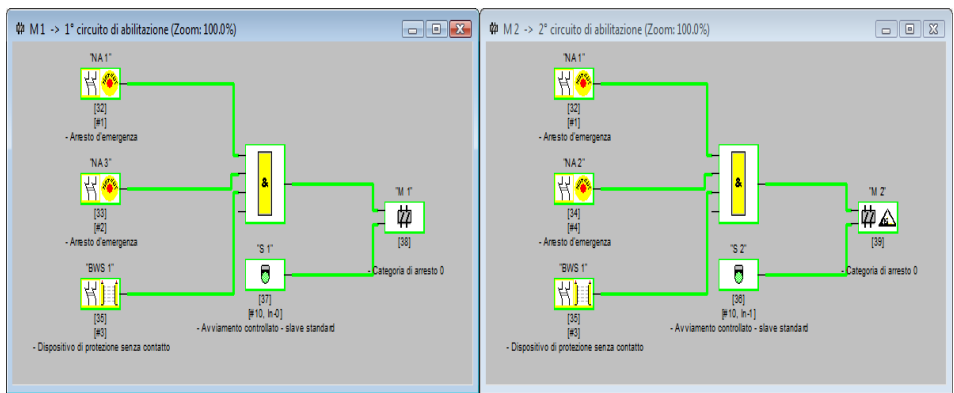 M1 -> 1° circuito di abilitazione (Zoom: 100.0%)
"NA 1"
[32]
[#1]
- Arresto d'emergenza
"NA 3"
[33]
[#2]
- Arresto d'emergenza
"BWS 1"
[35]
[#3]
- Dispositivo di protezione senza contatto
&
"S 1"
[37]
[#10, In-0]
- Avviamento controllato - slave standard
"M 1"
[38]
- Categoria di arresto 0
M2 -> 2° circuito di abilitazione (Zoom: 100.0%)
"NA 1"
[32]
[#1]
- Arresto d'emergenza
"NA 2"
[34]
[#4]
- Arresto d'emergenza
"BWS 1"
[35]
[#3]
- Dispositivo di protezione senza contatto
&
"S 2"
[36]
[#10, In-1]
- Avviamento controllato - slave standard
"M 2"
[39]
- Categoria di arresto 0